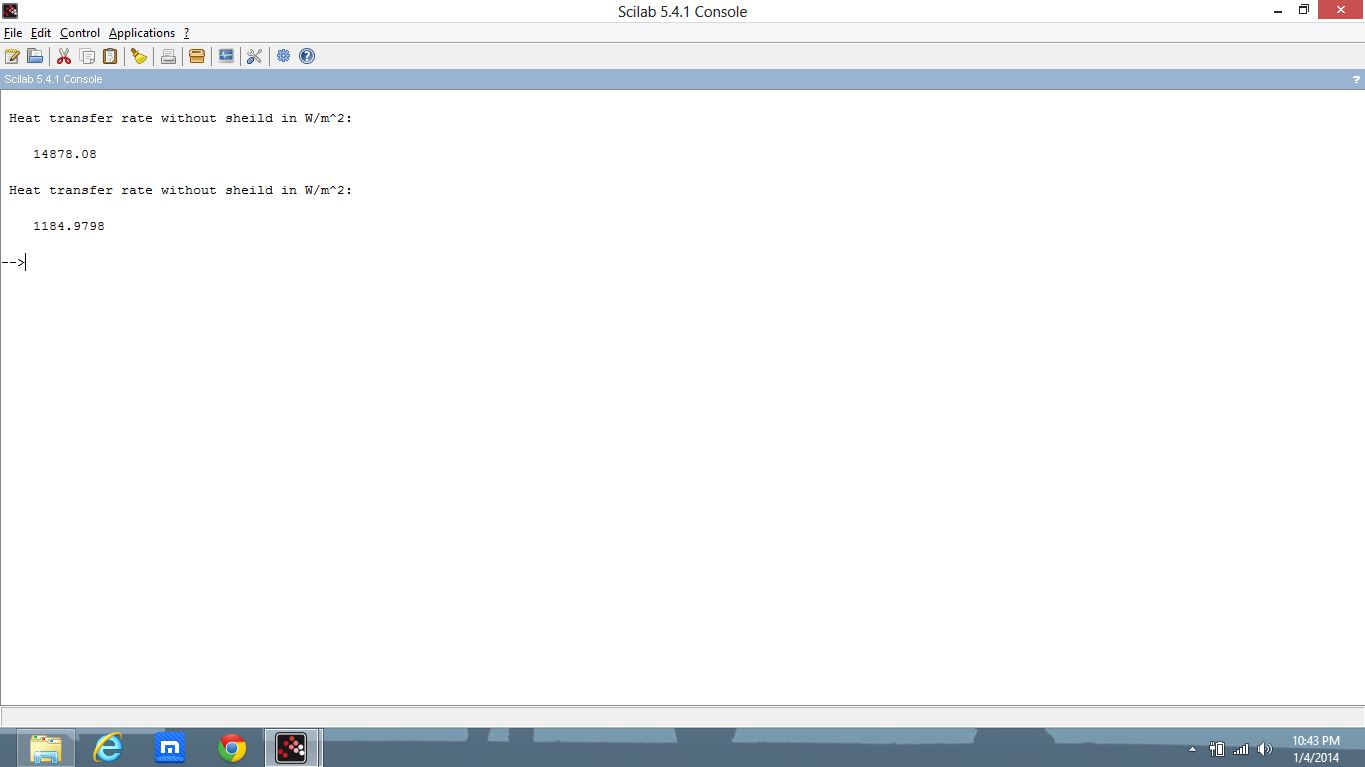 Scilab 5.4.1 Console
File Edit Control Applications ?
Scilab 5.4.1 Console ?
Heat transfer rate without sheild in W/m^2:
14878.08
Heat transfer rate without sheild in W/m^2:
1184.9798
-->
10:43 PM
1/4/2014